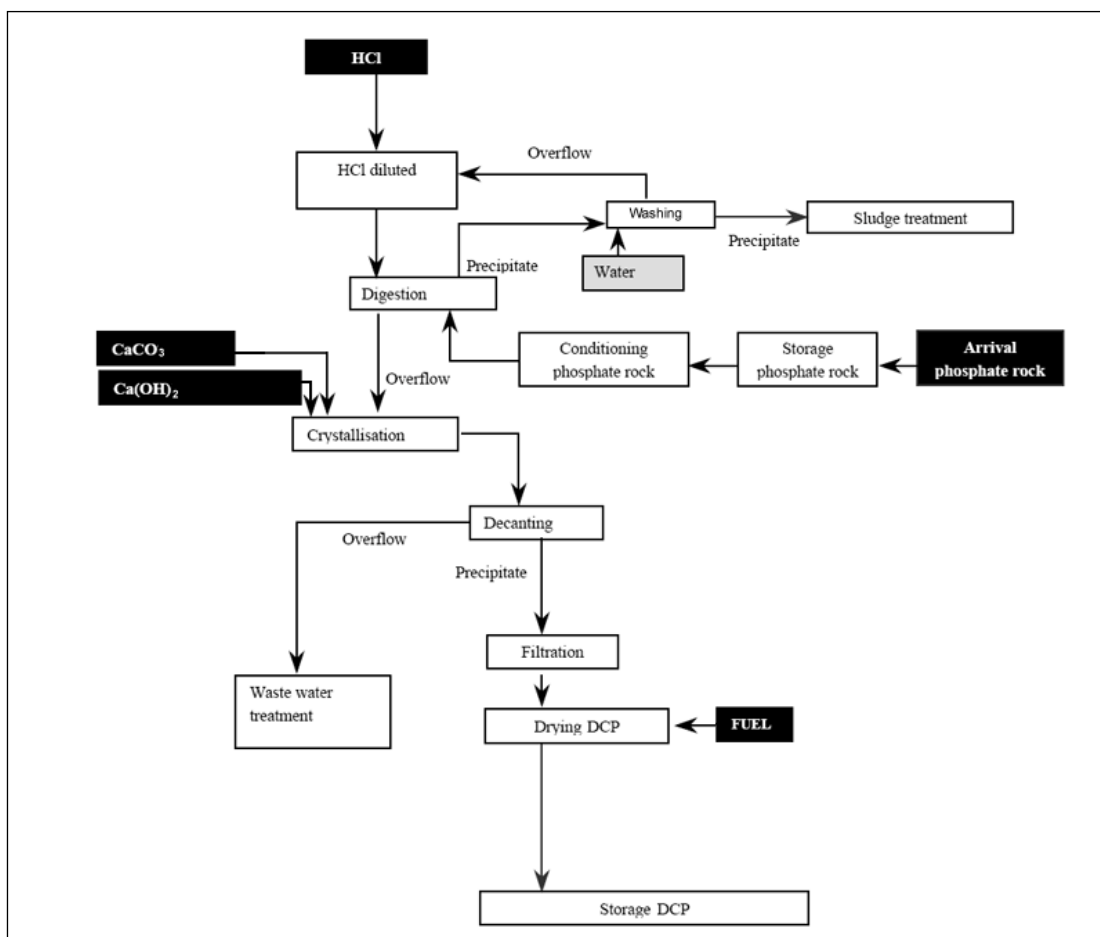 HCl
Overflow
HCl diluted
Washing
Sludge treatment
Precipitate
Precipitate
Water
Digestion
CaCO₃
Conditioning
phosphate rock
Storage
phosphate rock
Arrival
phosphate rock
Ca(OH)₂
Overflow
Crystallisation
Decanting
Overflow
Precipitate
Filtration
Waste water
treatment
Drying DCP
FUEL
Storage DCP